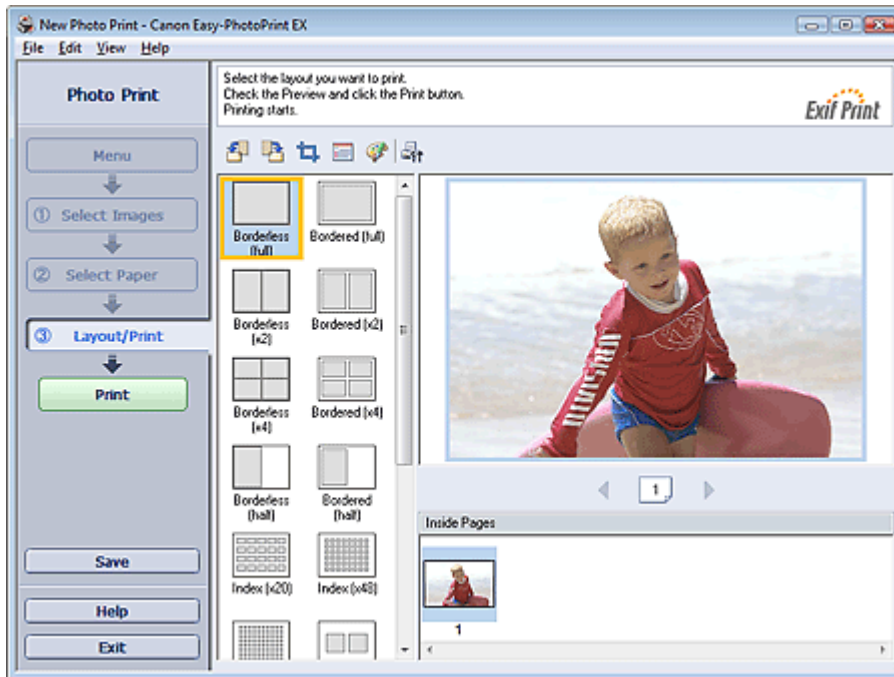 New Photo Print - Canon Easy-PhotoPrint EX
File Edit View Help
Photo Print
Select the layout you want to print.
Check the Preview and click the Print button.
Printing starts.
Exif Print
Menu
① Select Images
② Select Paper
③ Layout/Print
Print
Save
Help
Exit
Borderless
(full)
Bordered (full)
Borderless
(x2)
Bordered (x2)
Borderless
(x4)
Bordered (x4)
Borderless
(half)
Bordered
(half)
Index (x20)
Index (x48)
1
Inside Pages
1